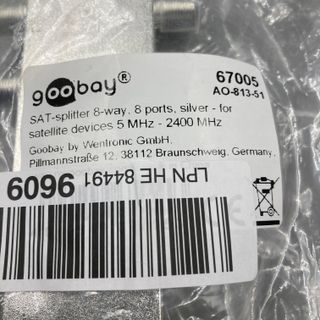 goobay®
67005
AO-813-51
SAT-splitter 8-way, 8 ports, silver - for
satellite devices 5 MHz - 2400 MHz
Goobay by Wentronic GmbH,
Pillmannstraße 12, 38112 Braunschweig, Germany
LPN HE 84491
9606